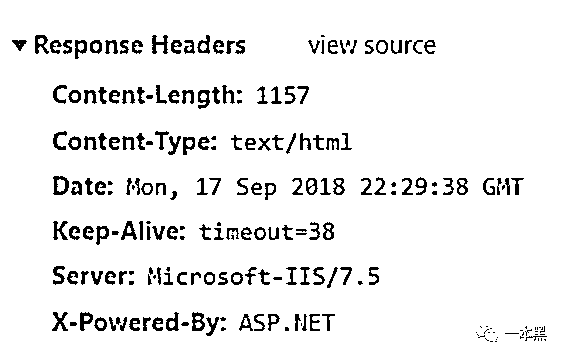 ▼ Response Headers view source
Content-Length: 1157
Content-Type: text/html
Date: Mon, 17 Sep 2018 22:29:38 GMT
Keep-Alive: timeout=38
Server: Microsoft-IIS/7.5
X-Powered-By: ASP.NET
一本黑